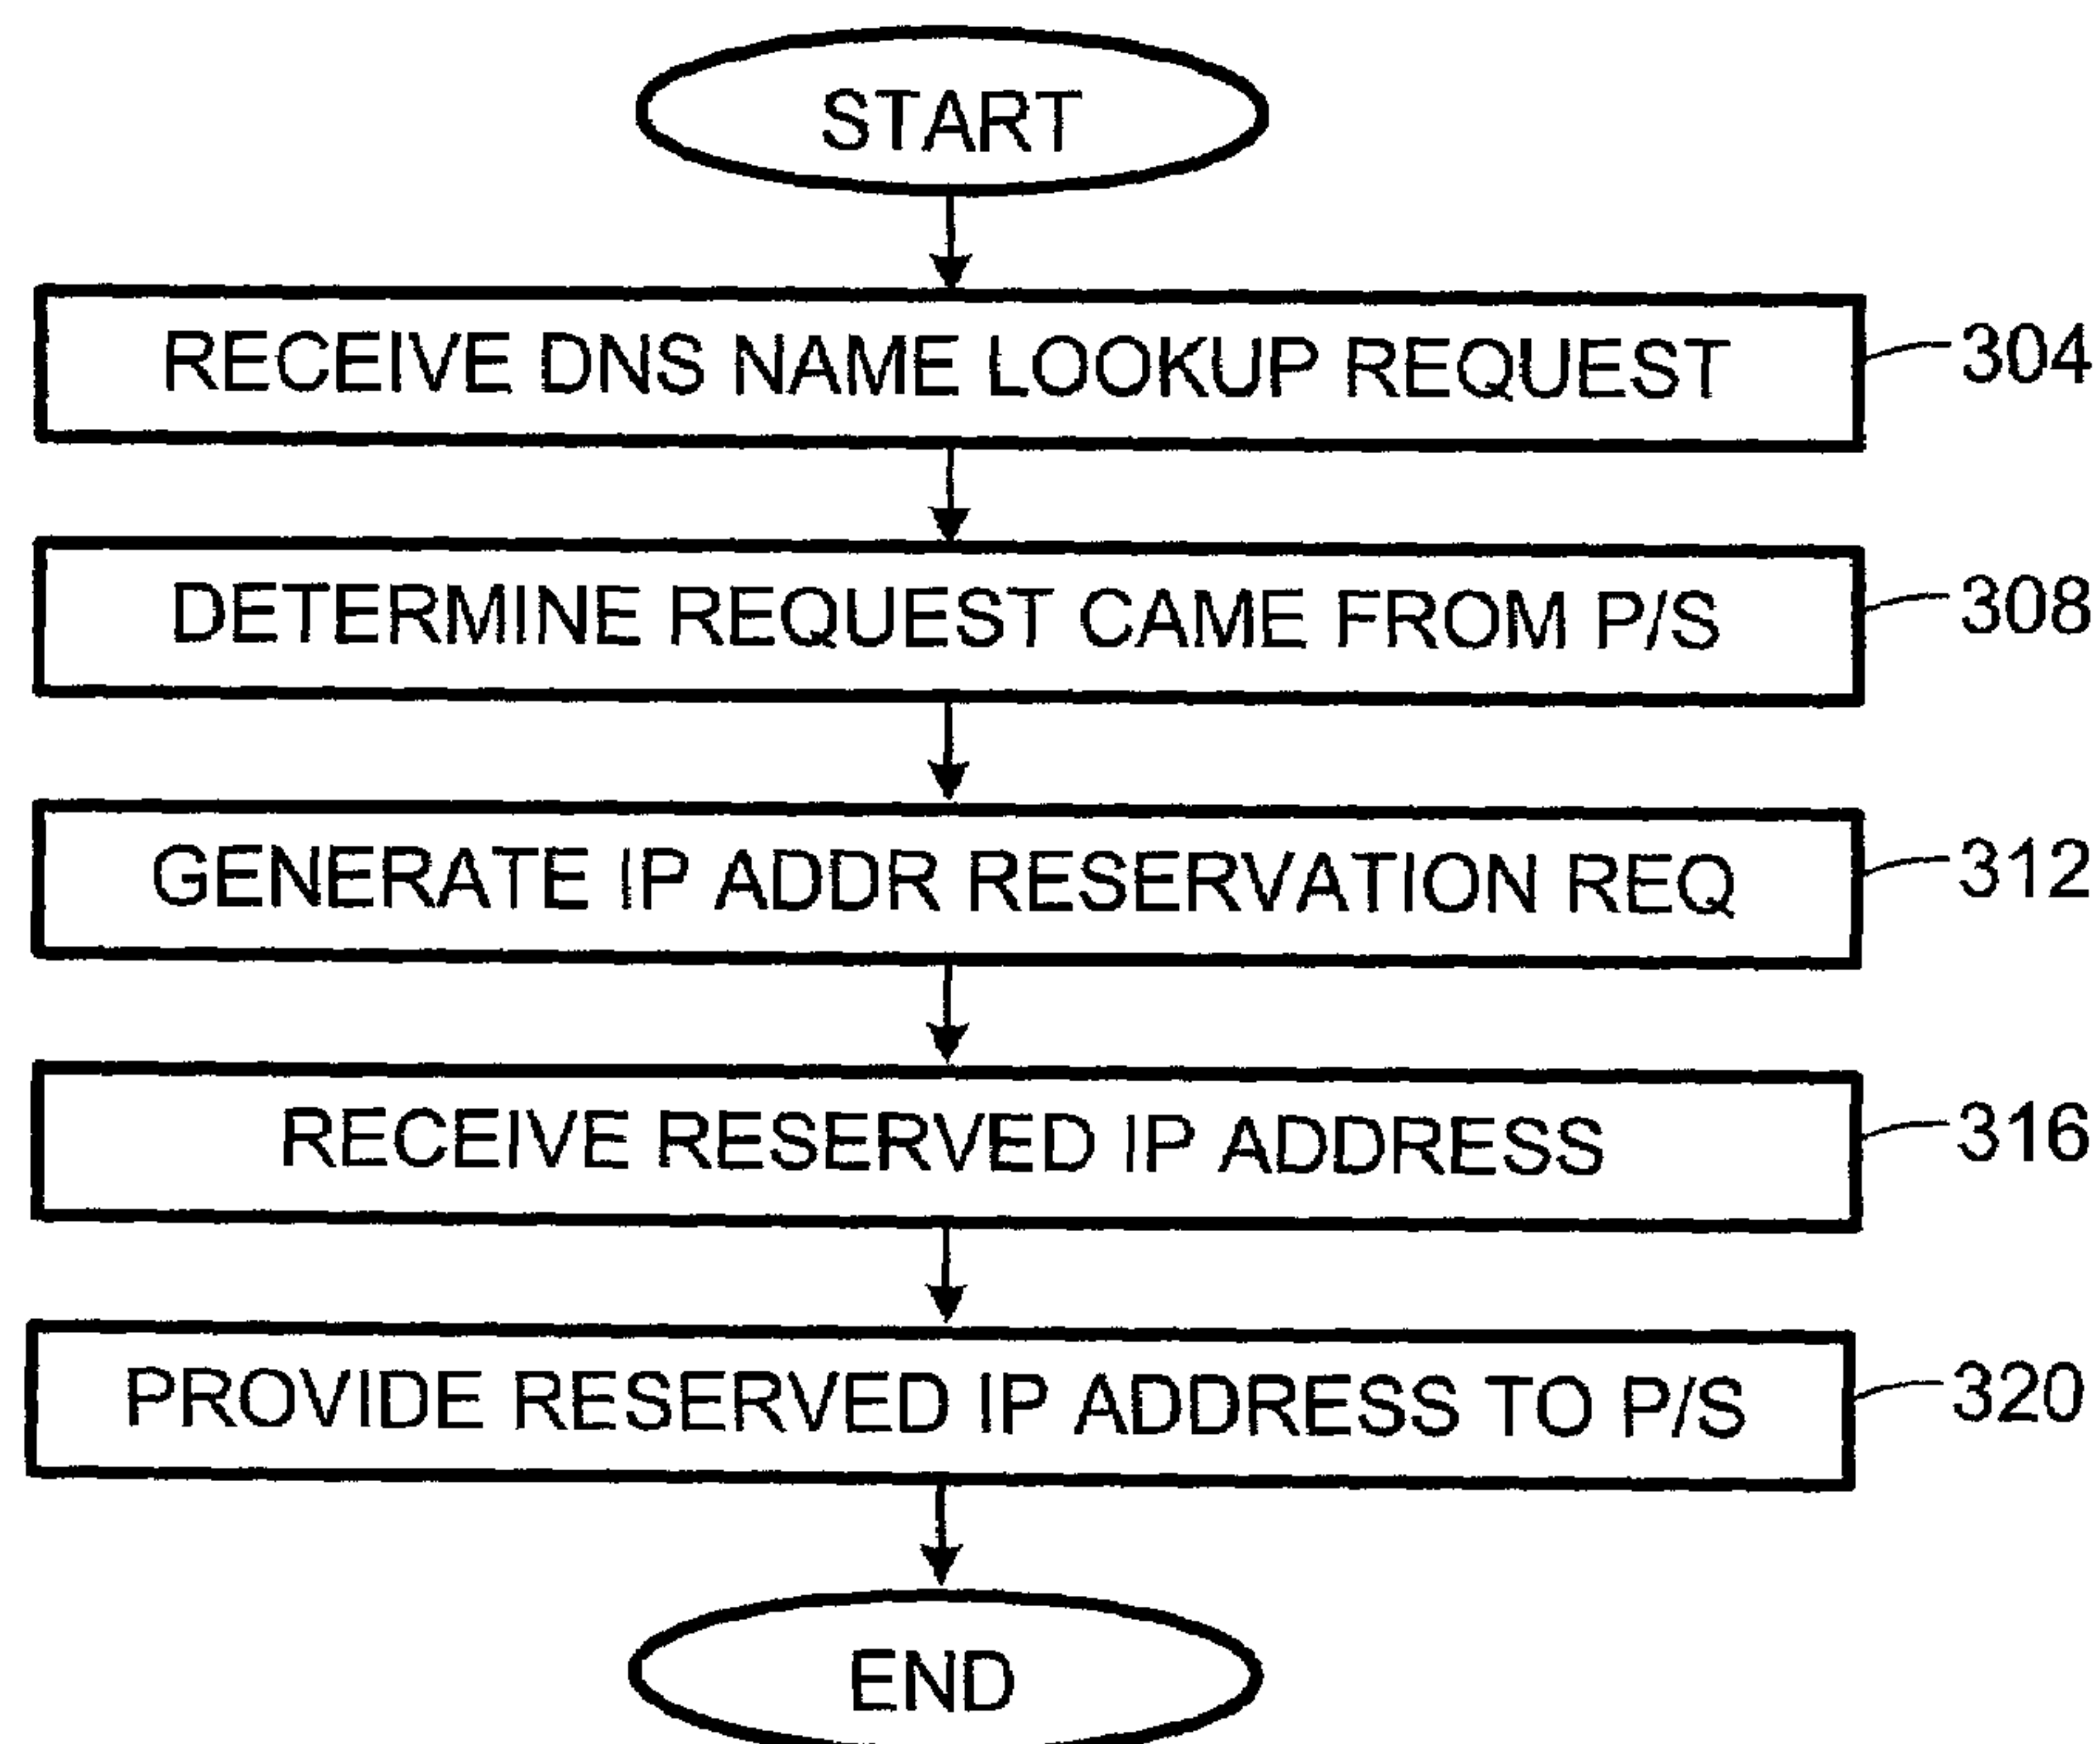 START
RECEIVE DNS NAME LOOKUP REQUEST 304
DETERMINE REQUEST CAME FROM P/S 308
GENERATE IP ADDR RESERVATION REQ 312
RECEIVE RESERVED IP ADDRESS 316
PROVIDE RESERVED IP ADDRESS TO P/S 320
END